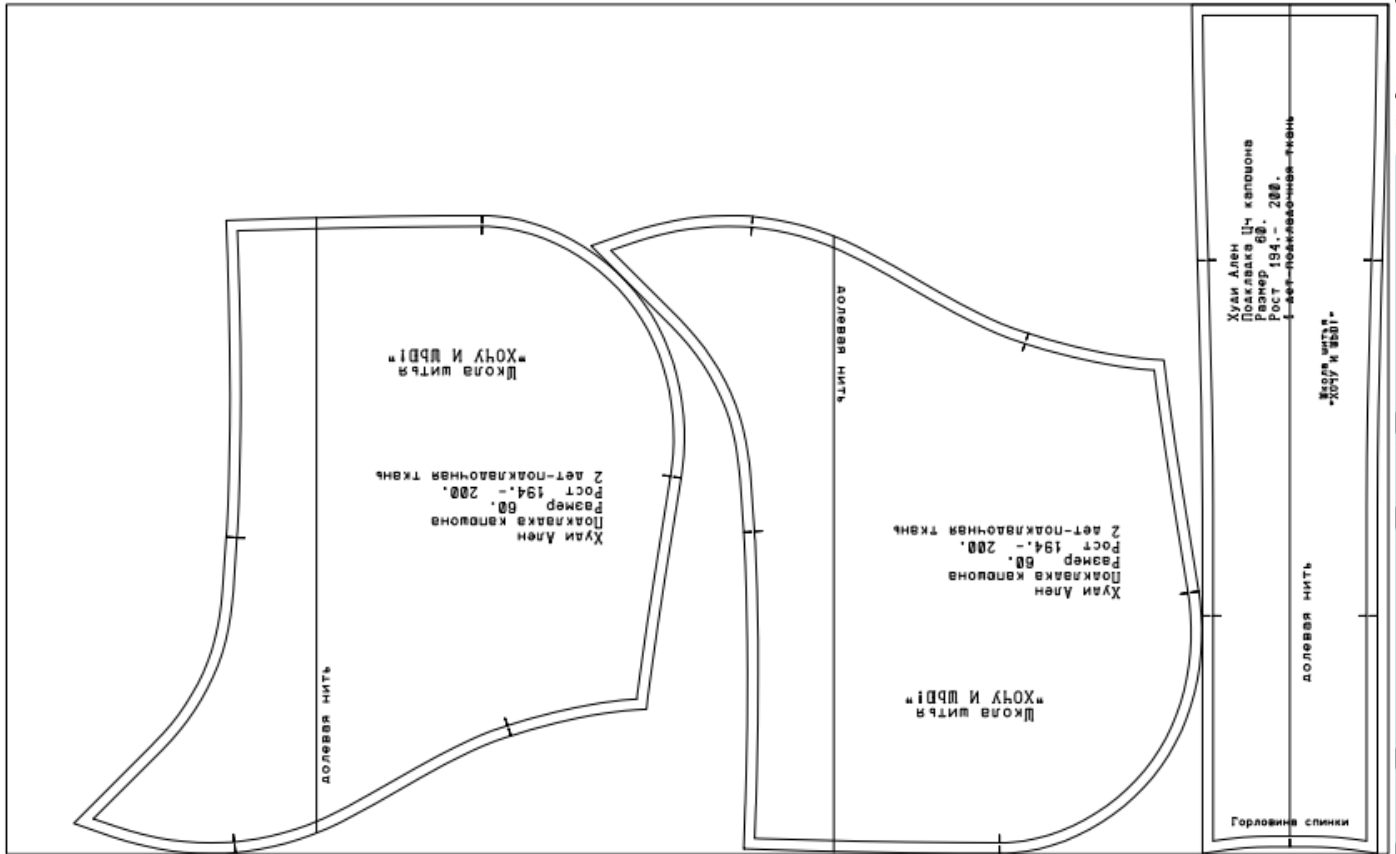 Школа шитья
"ХОЧУ И ШЬЮ!"
Худи Ален
Подкладка капюшона
Размер 60.
Рост 194.- 200.
2 дет-подкладочная ткань
долевая нить
долевая нить
Худи Ален
Подкладка капюшона
Размер 60.
Рост 194.- 200.
2 дет-подкладочная ткань
Школа шитья
"ХОЧУ И ШЬЮ!"
Худи Ален
Подкладка Цч капюшона
Размер 60.
Рост 194.- 200.
1 дет-подкладочная ткань
Школа шитья
"ХОЧУ И ШЬЮ!"
долевая нить
Горловина спинки